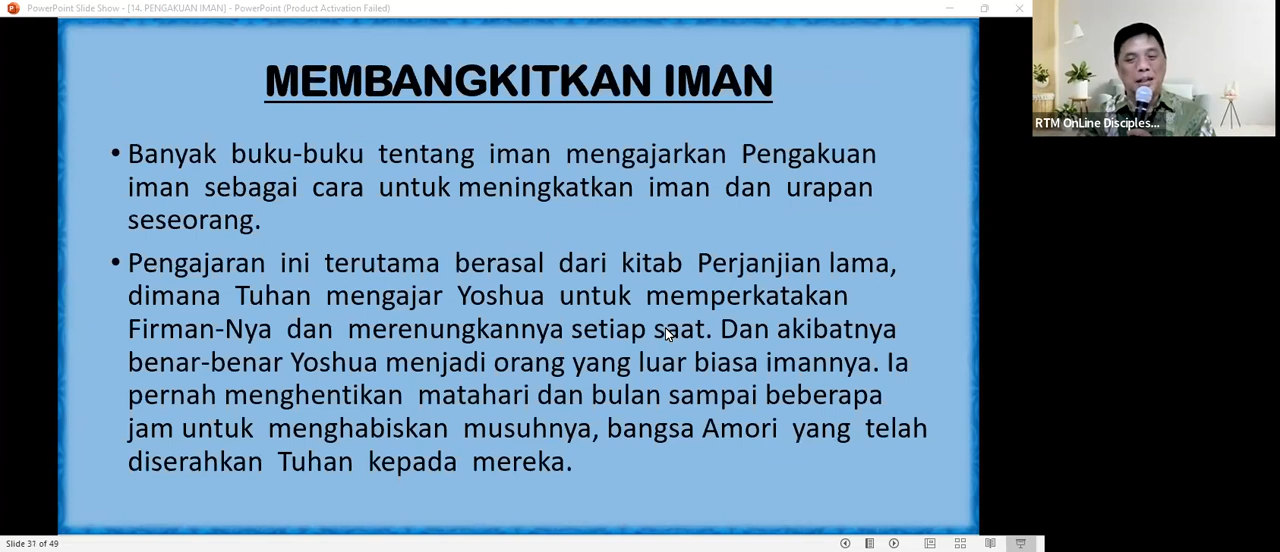 PowerPoint Slide Show - [14. PENGAKUAN IMAN] - PowerPoint (Product Activation Failed)
MEMBANGKITKAN IMAN
RTM OnLine Disciples...
• Banyak buku-buku tentang iman mengajarkan Pengakuan
iman sebagai cara untuk meningkatkan iman dan urapan
seseorang.
• Pengajaran ini terutama berasal dari kitab Perjanjian lama,
dimana Tuhan mengajar Yoshua untuk memperkatakan
Firman-Nya dan merenungkannya setiap saat. Dan akibatnya
benar-benar Yoshua menjadi orang yang luar biasa imannya. Ia
pernah menghentikan matahari dan bulan sampai beberapa
jam untuk menghabiskan musuhnya, bangsa Amori yang telah
diserahkan Tuhan kepada mereka.
Slide 31 of 49